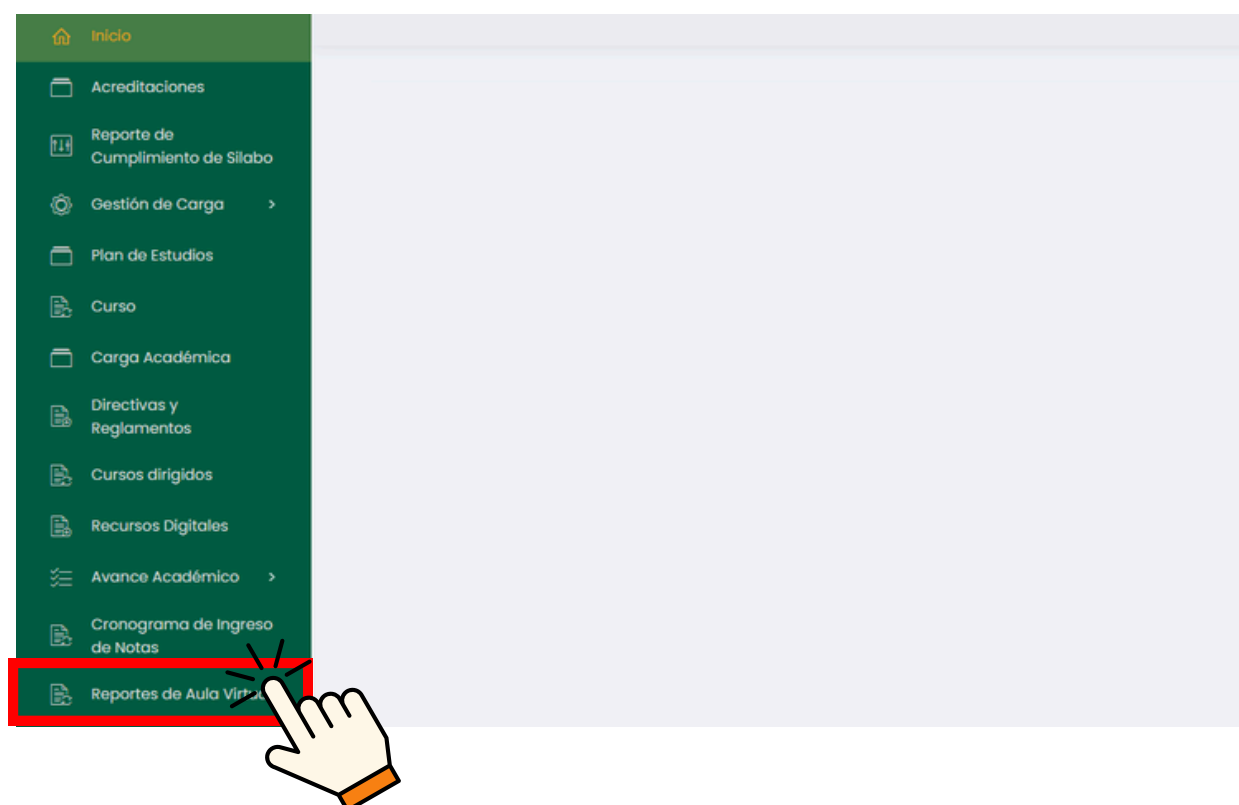 Inicio
Acreditaciones
Reporte de
Cumplimiento de Sílabo
Gestión de Carga
Plan de Estudios
Curso
Carga Académica
Directivas y
Reglamentos
Cursos dirigidos
Recursos Digitales
Avance Académico
Cronograma de Ingreso
de Notas
Reportes de Aula